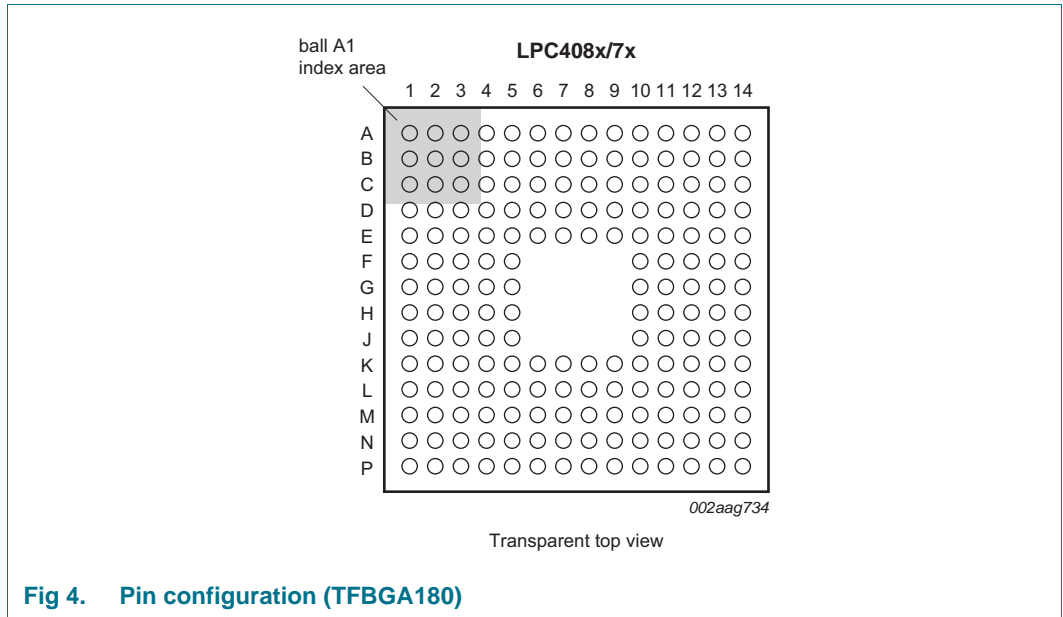 ball A1
index area
LPC408x/7x
1 2 3 4 5 6 7 8 9 10 11 12 13 14
A
B
C
D
E
F
G
H
J
K
L
M
N
P
002aag734
Transparent top view
Fig 4. Pin configuration (TFBGA180)